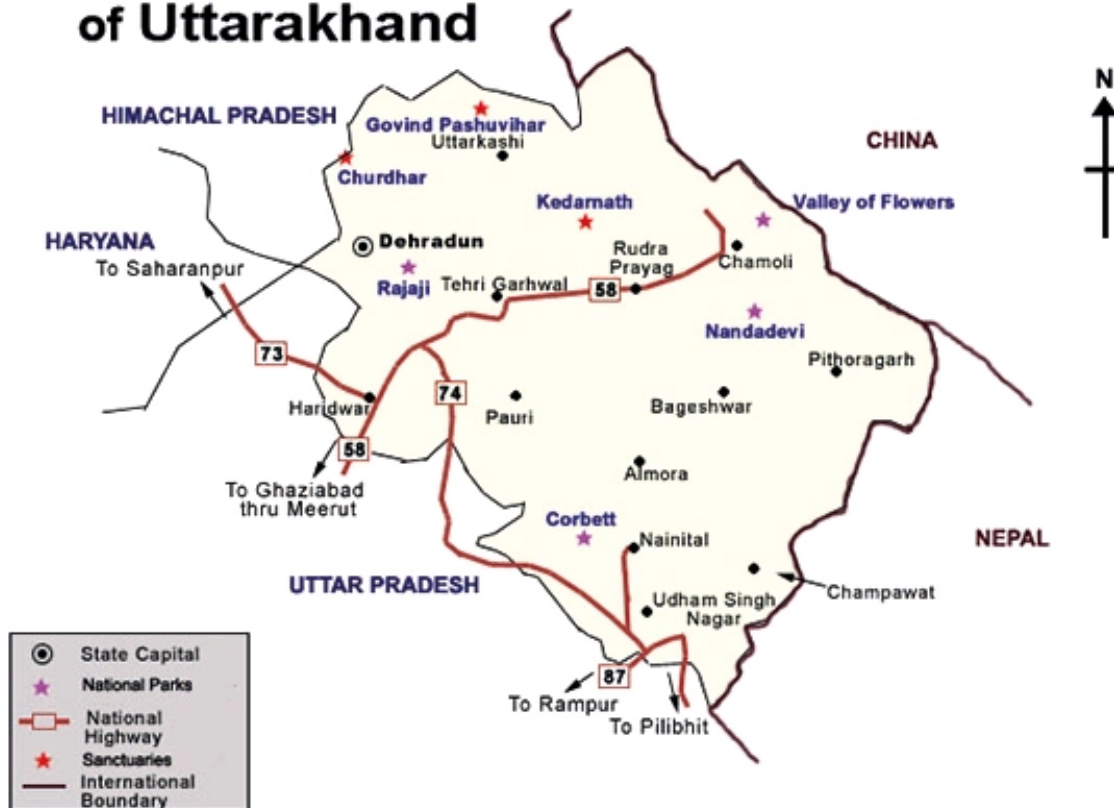 of Uttarakhand
N
HIMACHAL PRADESH
Govind Pashuvihar
Uttarkashi
CHINA
Churdhar
Kedarnath
Valley of Flowers
HARYANA
To Saharanpur
Dehradun
Rudra
Prayag
Chamoli
Rajaji
Tehri Garhwal
58
Nandadevi
73
Pithoragarh
74
Haridwar
Pauri
Bageshwar
58
Almora
To Ghaziabad
thru Meerut
Corbett
Nainital
NEPAL
UTTAR PRADESH
Champawat
Udham Singh
Nagar
87
To Rampur
To Pilibhit
State Capital
National Parks
National
Highway
Sanctuaries
International
Boundary